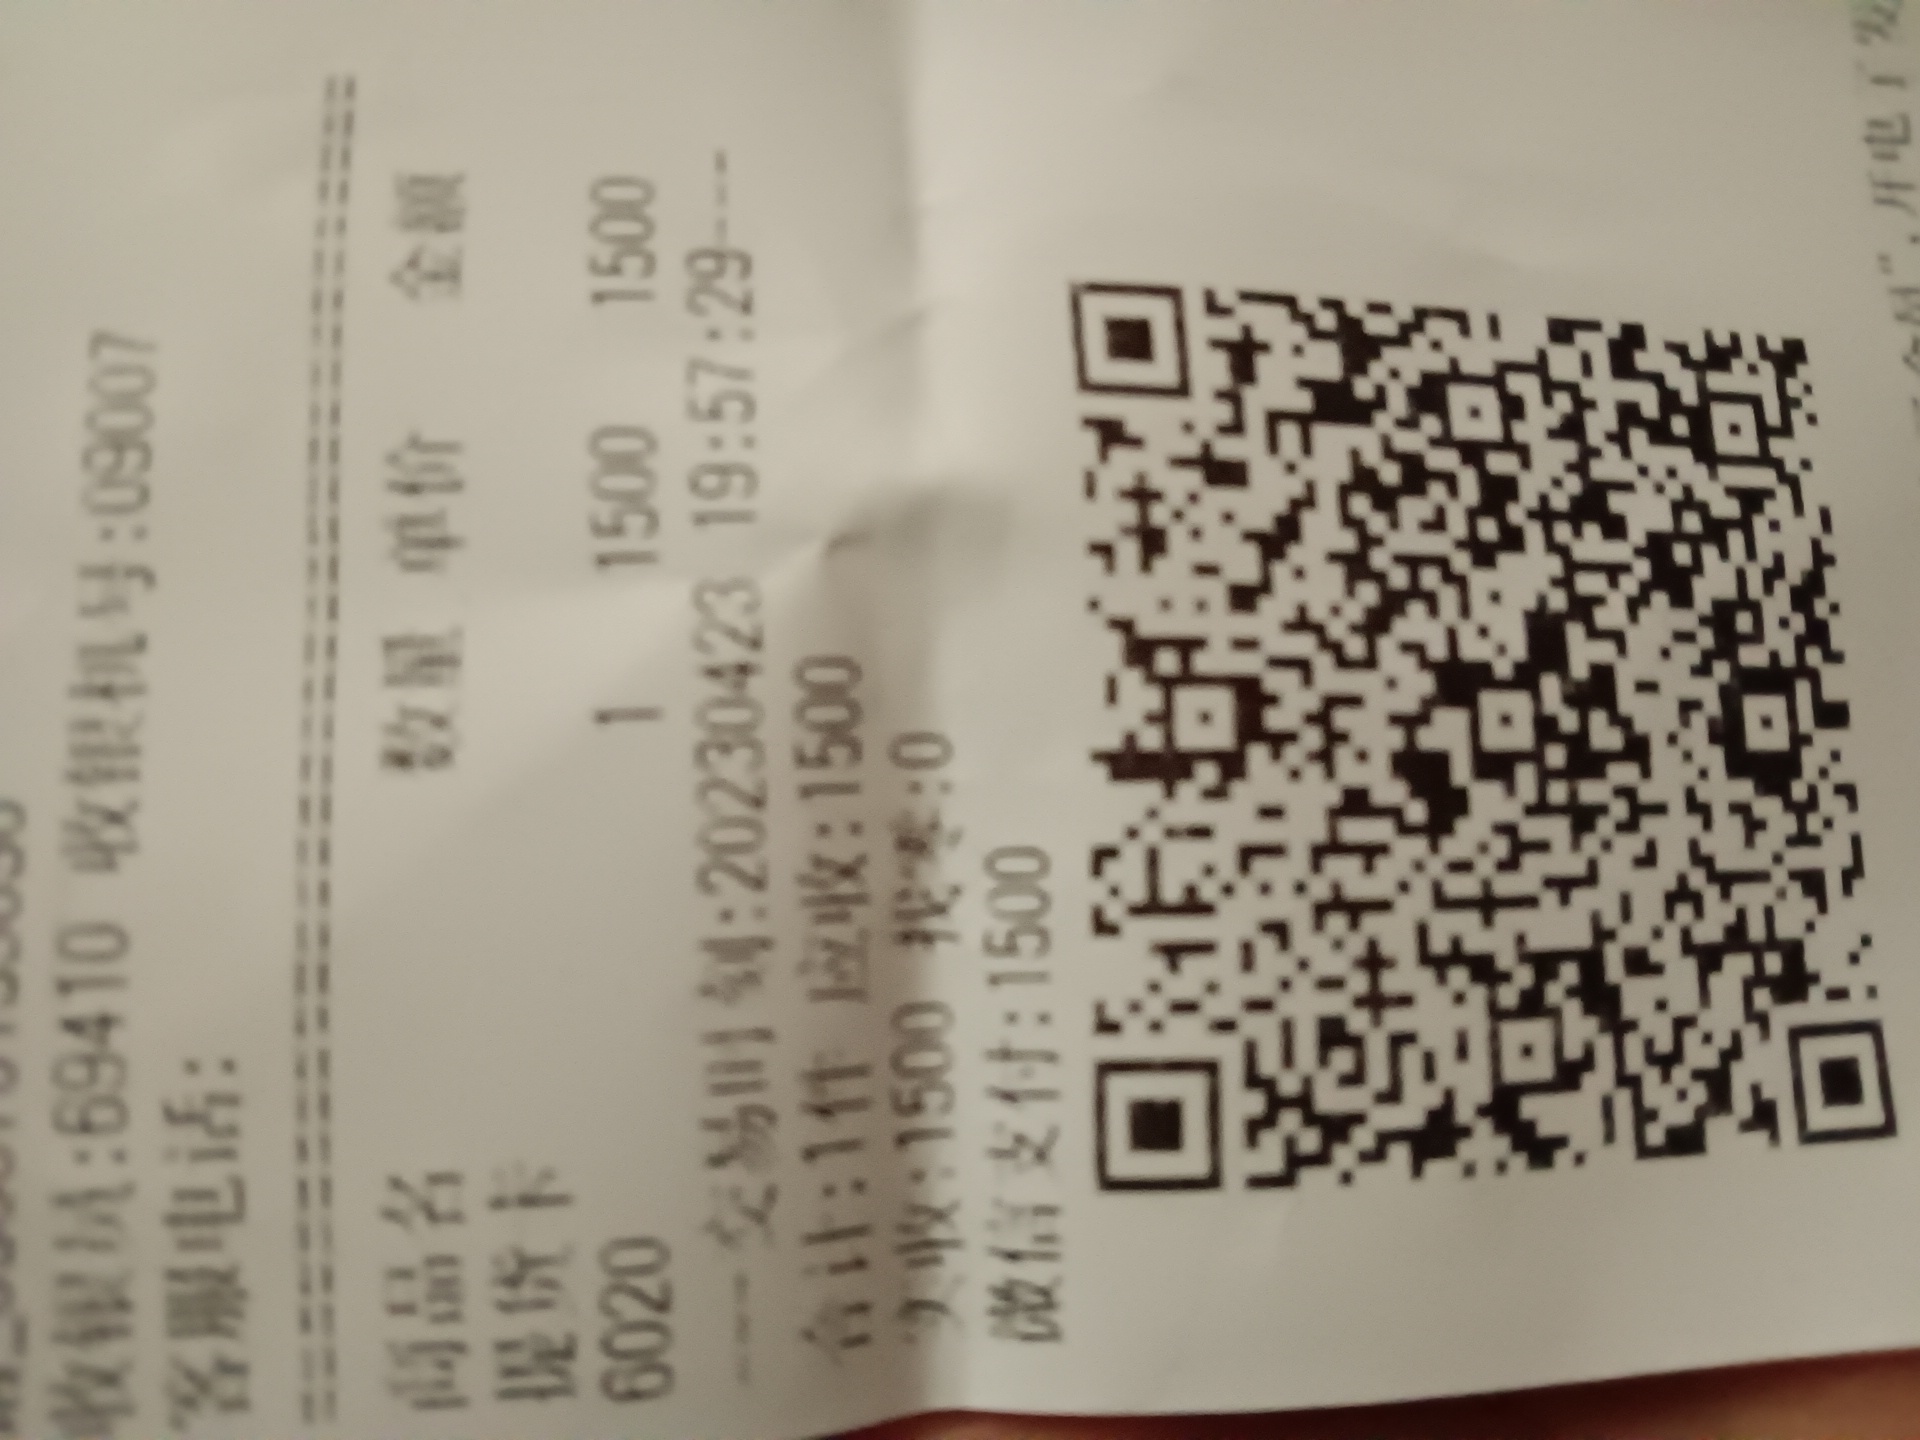 收银员:69410 收银机号:09007
客服电话:
================================
商品名 数量 单价 金额
提货卡
6020 1 1500 1500
----交易时间:20230423 19:57:29----
合计:1件 应收:1500
实收:1500 找零:0
微信支付:1500